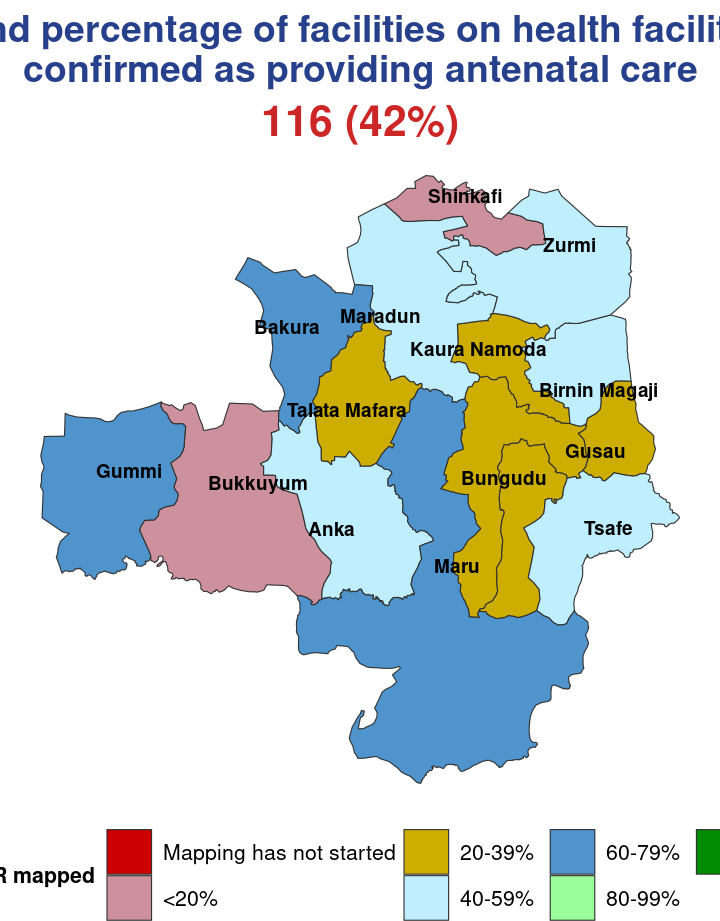 percentage of facilities on health
confirmed as providing antenatal care
116 (42%)
Shinkafi
Zurmi
Maradun
Bakura
Kaura Namoda
Birnin Magaji
Talata Mafara
Gusau
Gummi
Bukkuyum
Bungudu
Anka
Tsafe
Maru
mapped
Mapping has not started
20-39%
60-79%
<20%
40-59%
80-99%